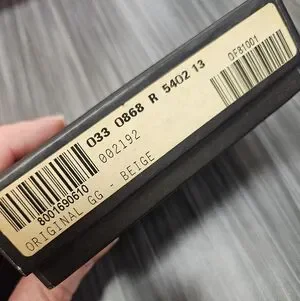 DF81001
033 0868 R 5402 13
002192
8001690610
ORIGINAL GG - BEIGE